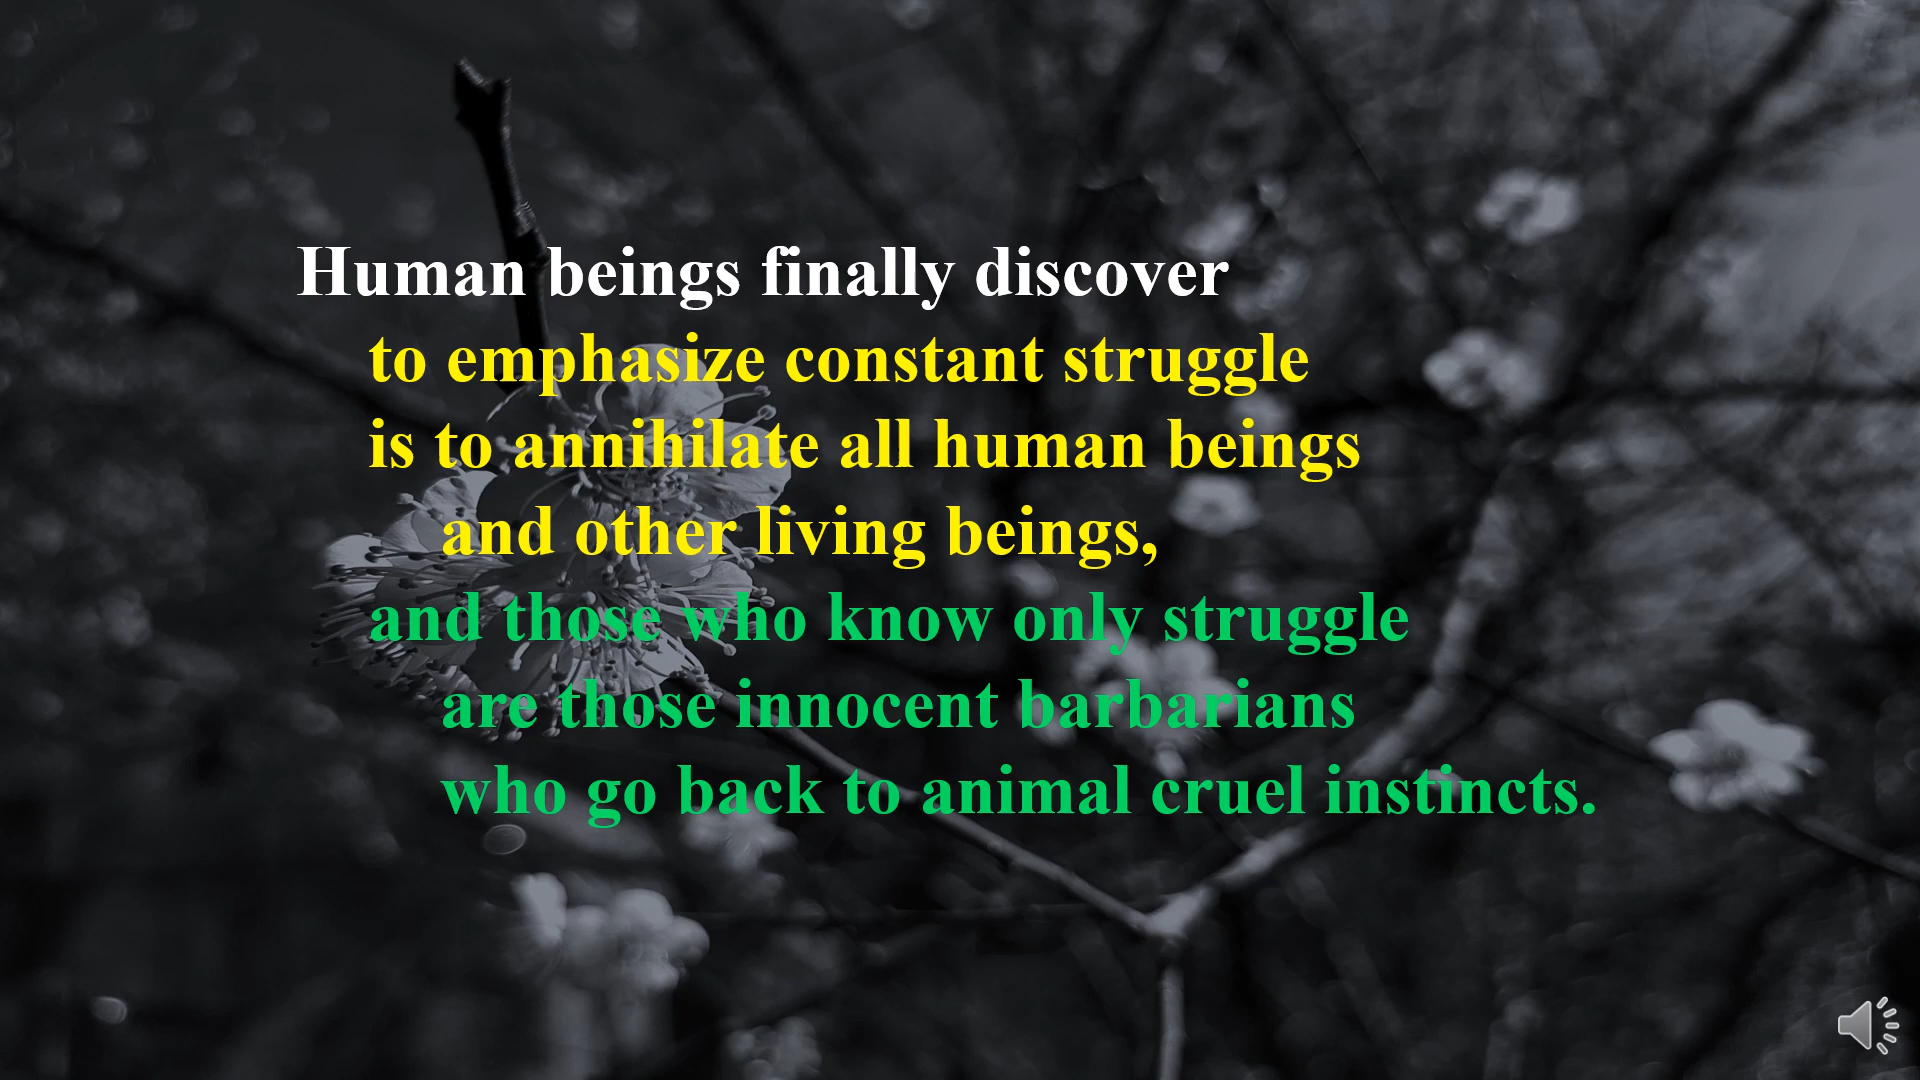 Human beings finally discover
to emphasize constant struggle
is to annihilate all human beings
and other living beings,
and those who know only struggle
are those innocent barbarians
who go back to animal cruel instincts.